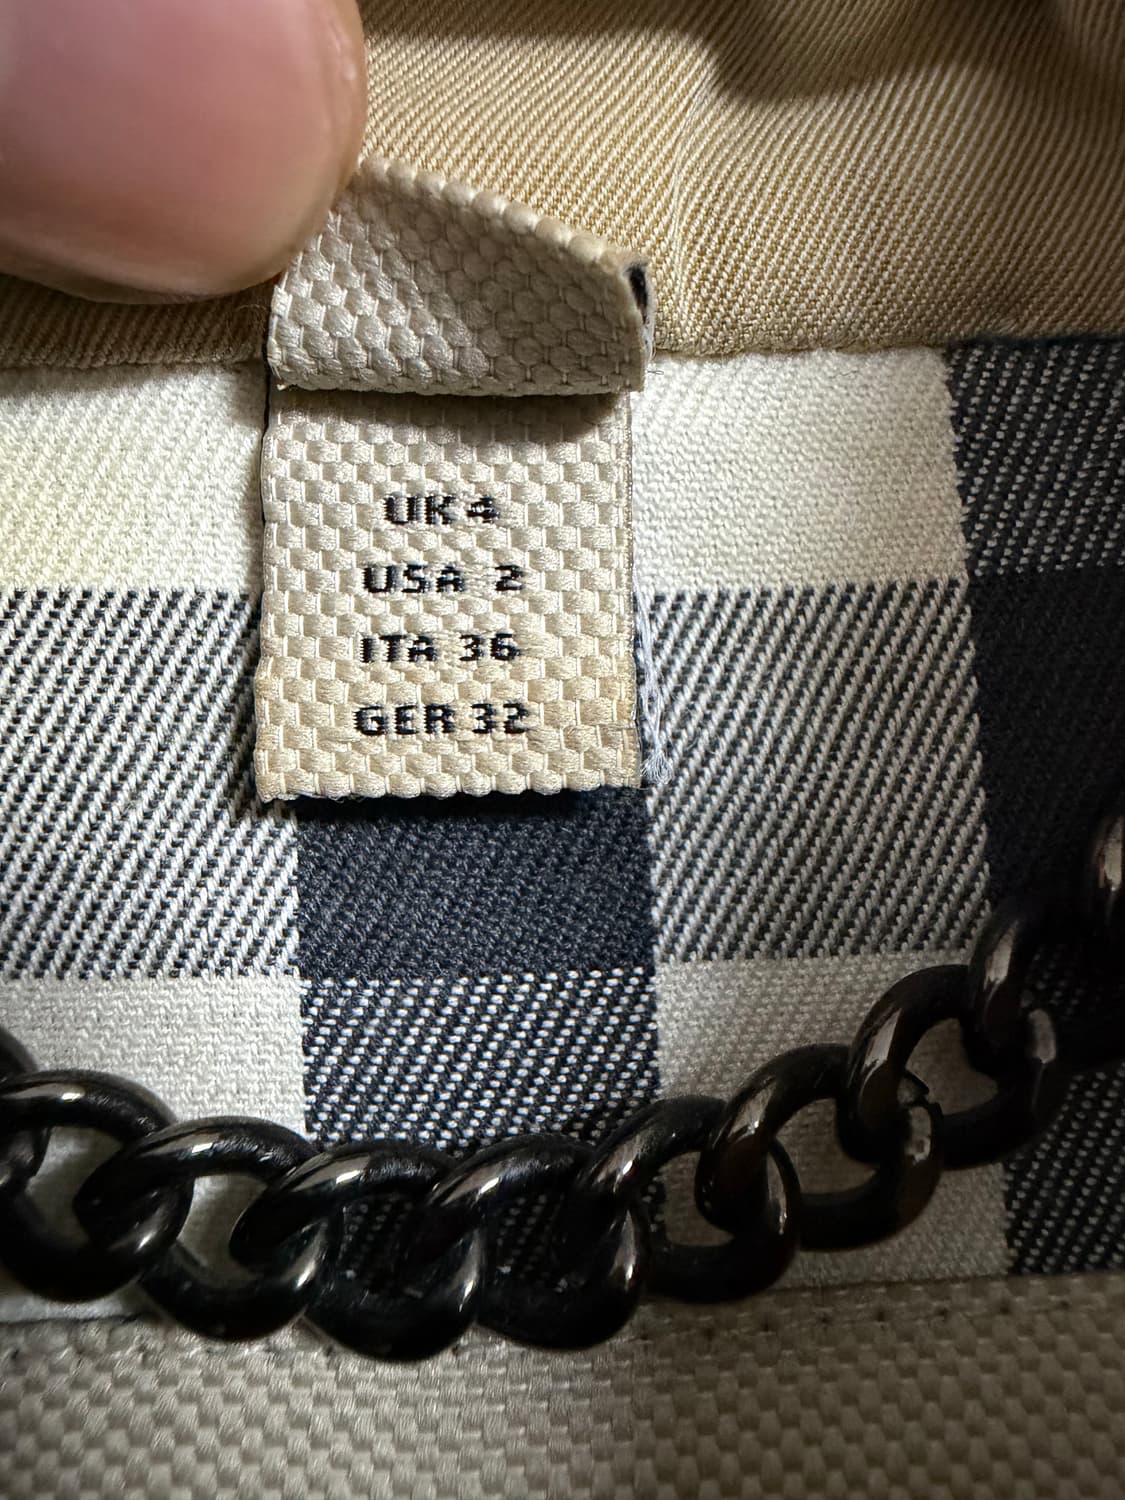 UK 4
USA 2
ITA 36
GER 32